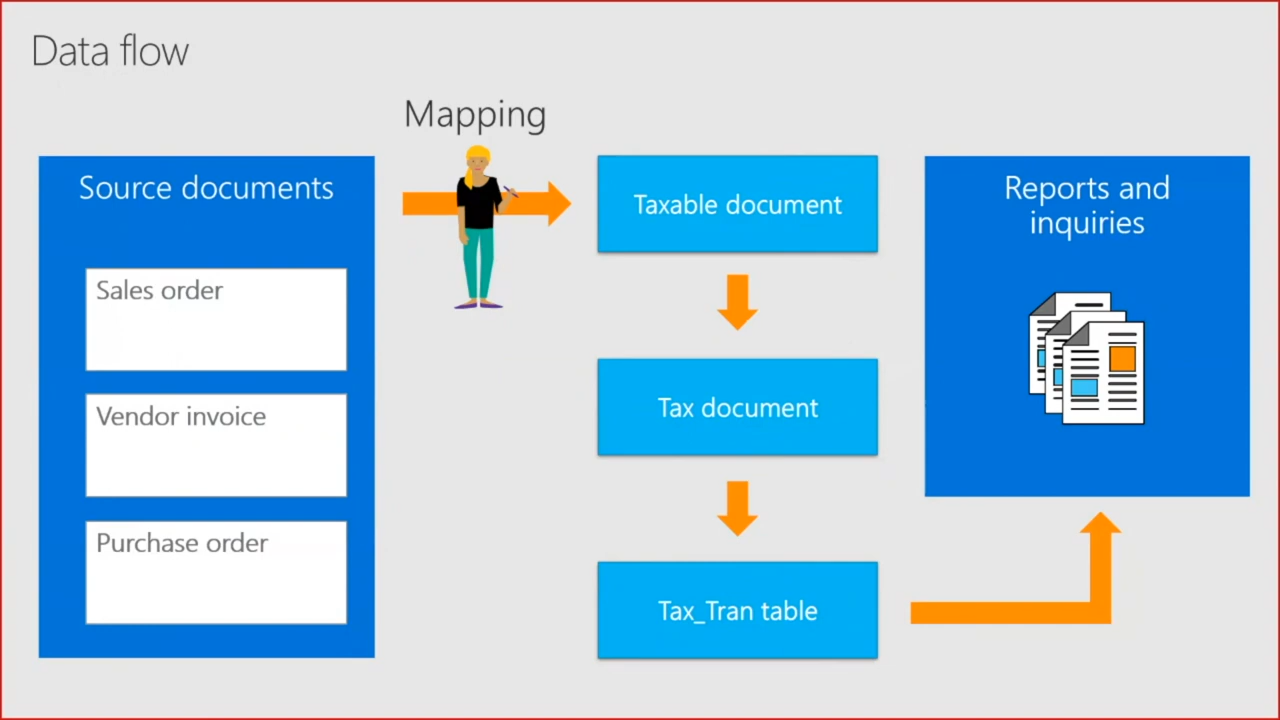 Data flow
Mapping
Source documents
Sales order
Vendor invoice
Purchase order
Taxable document
Tax document
Tax_Tran table
Reports and
inquiries